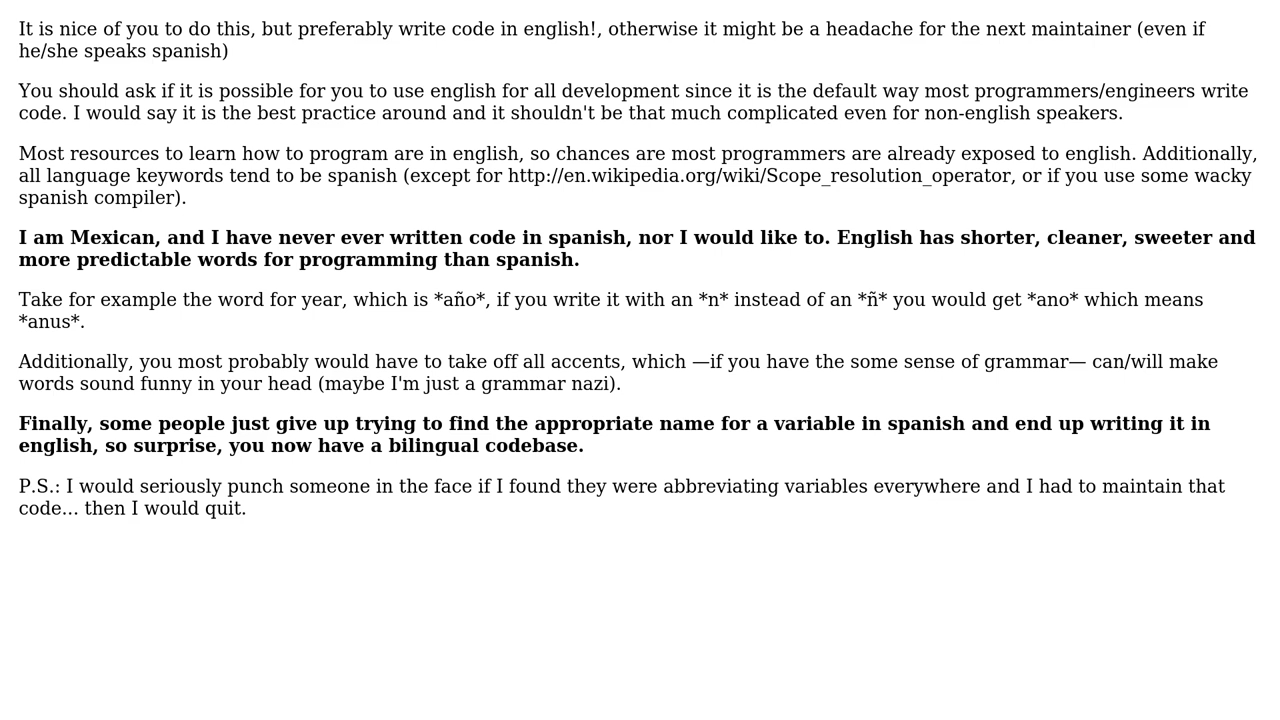 It is nice of you to do this, but preferably write code in english!, otherwise it might be a headache for the next maintainer (even if
he/she speaks spanish)
You should ask if it is possible for you to use english for all development since it is the default way most programmers/engineers write
code. I would say it is the best practice around and it shouldn't be that much complicated even for non-english speakers.
Most resources to learn how to program are in english, so chances are most programmers are already exposed to english. Additionally,
all language keywords tend to be spanish (except for http://en.wikipedia.org/wiki/Scope_resolution_operator, or if you use some wacky
spanish compiler).
I am Mexican, and I have never ever written code in spanish, nor I would like to. English has shorter, cleaner, sweeter and
more predictable words for programming than spanish.
Take for example the word for year, which is *año*, if you write it with an *n* instead of an *ñ* you would get *ano* which means
*anus*.
Additionally, you most probably would have to take off all accents, which —if you have the some sense of grammar— can/will make
words sound funny in your head (maybe I'm just a grammar nazi).
Finally, some people just give up trying to find the appropriate name for a variable in spanish and end up writing it in
english, so surprise, you now have a bilingual codebase.
P.S.: I would seriously punch someone in the face if I found they were abbreviating variables everywhere and I had to maintain that
code... then I would quit.